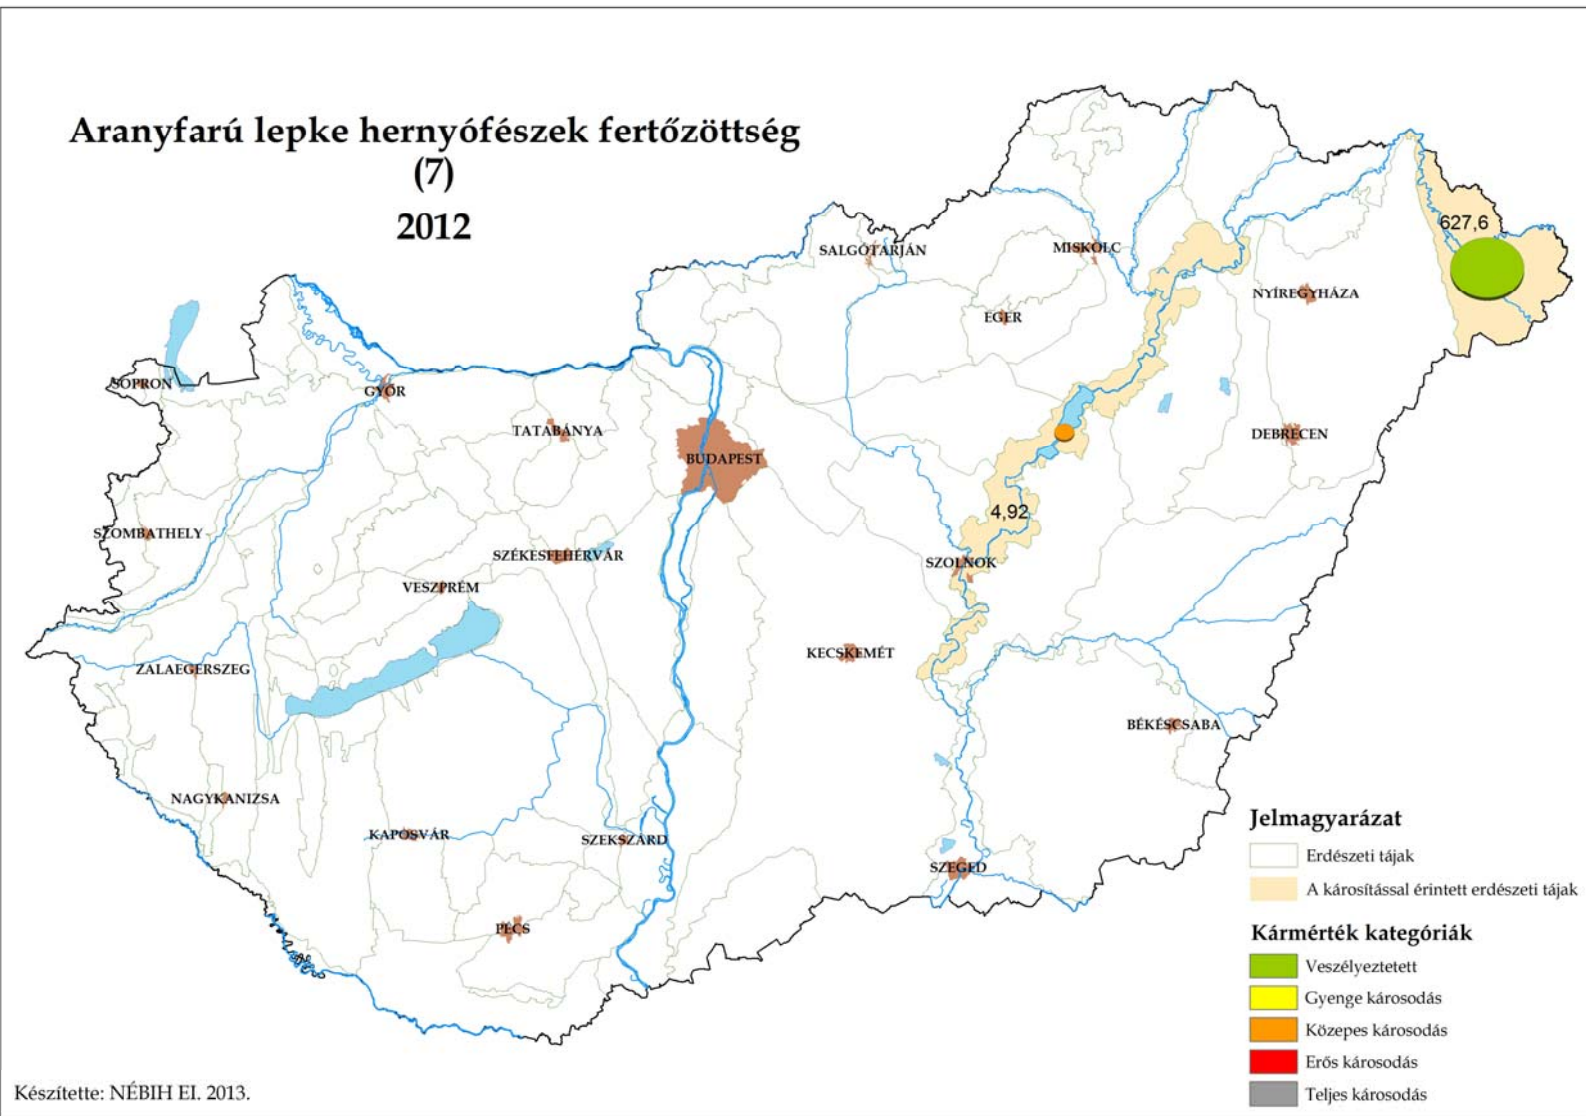 Aranyfarú lepke hernyófészek fertőzöttség
(7)
2012
627,6
SALGÓTARJÁN
MISKOLC
NYÍREGYHÁZA
EGER
SOPRON
GYŐR
TATABÁNYA
BUDAPEST
DEBRECEN
4,92
SZOMBATHELY
SZÉKESFEHÉRVÁR
SZOLNOK
VESZPRÉM
KECSKEMÉT
ZALAEGERSZEG
BÉKÉSCSABA
NAGYKANIZSA
KAPOSVÁR
SZEKSZÁRD
SZEGED
PÉCS
Jelmagyarázat
Erdészeti tájak
A károsítással érintett erdészeti tájak
Kármérték kategóriák
Veszélyeztetett
Gyenge károsodás
Közepes károsodás
Erős károsodás
Teljes károsodás
Készítette: NÉBIH EI. 2013.